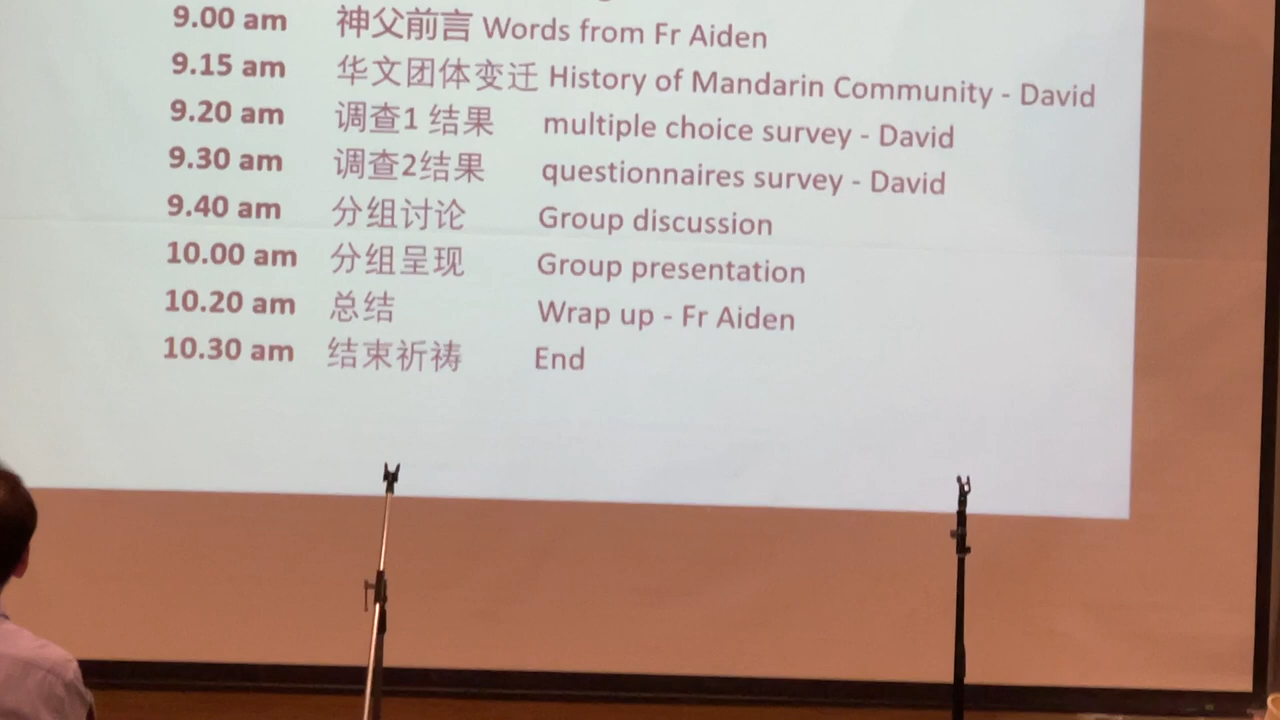 9.00 am 神父前言 Words from Fr Aiden
9.15 am 华文团体变迁 History of Mandarin Community - David
9.20 am 调查1 结果 multiple choice survey - David
9.30 am 调查2结果 questionnaires survey - David
9.40 am 分组讨论 Group discussion
10.00 am 分组呈现 Group presentation
10.20 am 总结 Wrap up - Fr Aiden
10.30 am 结束祈祷 End